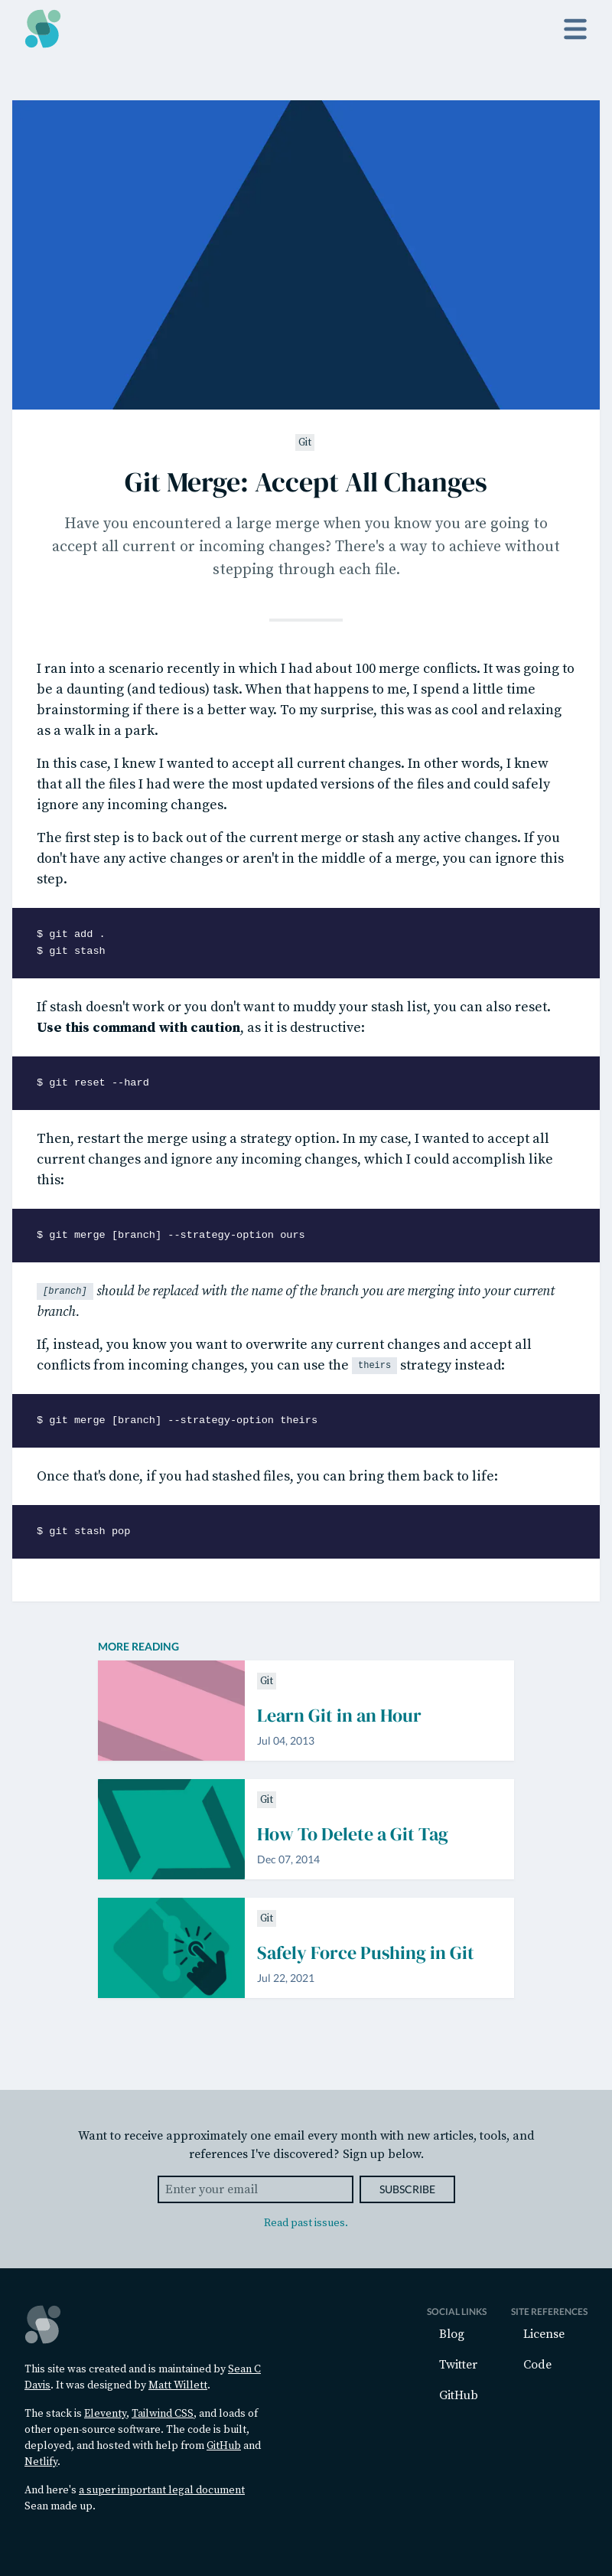 Git
Git Merge: Accept All Changes
Have you encountered a large merge when you know you are going to
accept all current or incoming changes? There's a way to achieve without
stepping through each file.
I ran into a scenario recently in which I had about 100 merge conflicts. It was going to
be a daunting (and tedious) task. When that happens to me, I spend a little time
brainstorming if there is a better way. To my surprise, this was as cool and relaxing
as a walk in a park.
In this case, I knew I wanted to accept all current changes. In other words, I knew
that all the files I had were the most updated versions of the files and could safely
ignore any incoming changes.
The first step is to back out of the current merge or stash any active changes. If you
don't have any active changes or aren't in the middle of a merge, you can ignore this
step.
$ git add .
$ git stash
If stash doesn't work or you don't want to muddy your stash list, you can also reset.
Use this command with caution, as it is destructive:
$ git reset --hard
Then, restart the merge using a strategy option. In my case, I wanted to accept all
current changes and ignore any incoming changes, which I could accomplish like
this:
$ git merge [branch] --strategy-option ours
[branch] should be replaced with the name of the branch you are merging into your current
branch.
If, instead, you know you want to overwrite any current changes and accept all
conflicts from incoming changes, you can use the theirs strategy instead:
$ git merge [branch] --strategy-option theirs
Once that's done, if you had stashed files, you can bring them back to life:
$ git stash pop
MORE READING
Git
Learn Git in an Hour
Jul 04, 2013
Git
How To Delete a Git Tag
Dec 07, 2014
Git
Safely Force Pushing in Git
Jul 22, 2021
Want to receive approximately one email every month with new articles, tools, and
references I've discovered? Sign up below.
Enter your email
SUBSCRIBE
Read past issues.
This site was created and is maintained by Sean C
Davis. It was designed by Matt Willett.
The stack is Eleventy, Tailwind CSS, and loads of
other open-source software. The code is built,
deployed, and hosted with help from GitHub and
Netlify.
And here's a super important legal document
Sean made up.
SOCIAL LINKS
Blog
Twitter
GitHub
SITE REFERENCES
License
Code